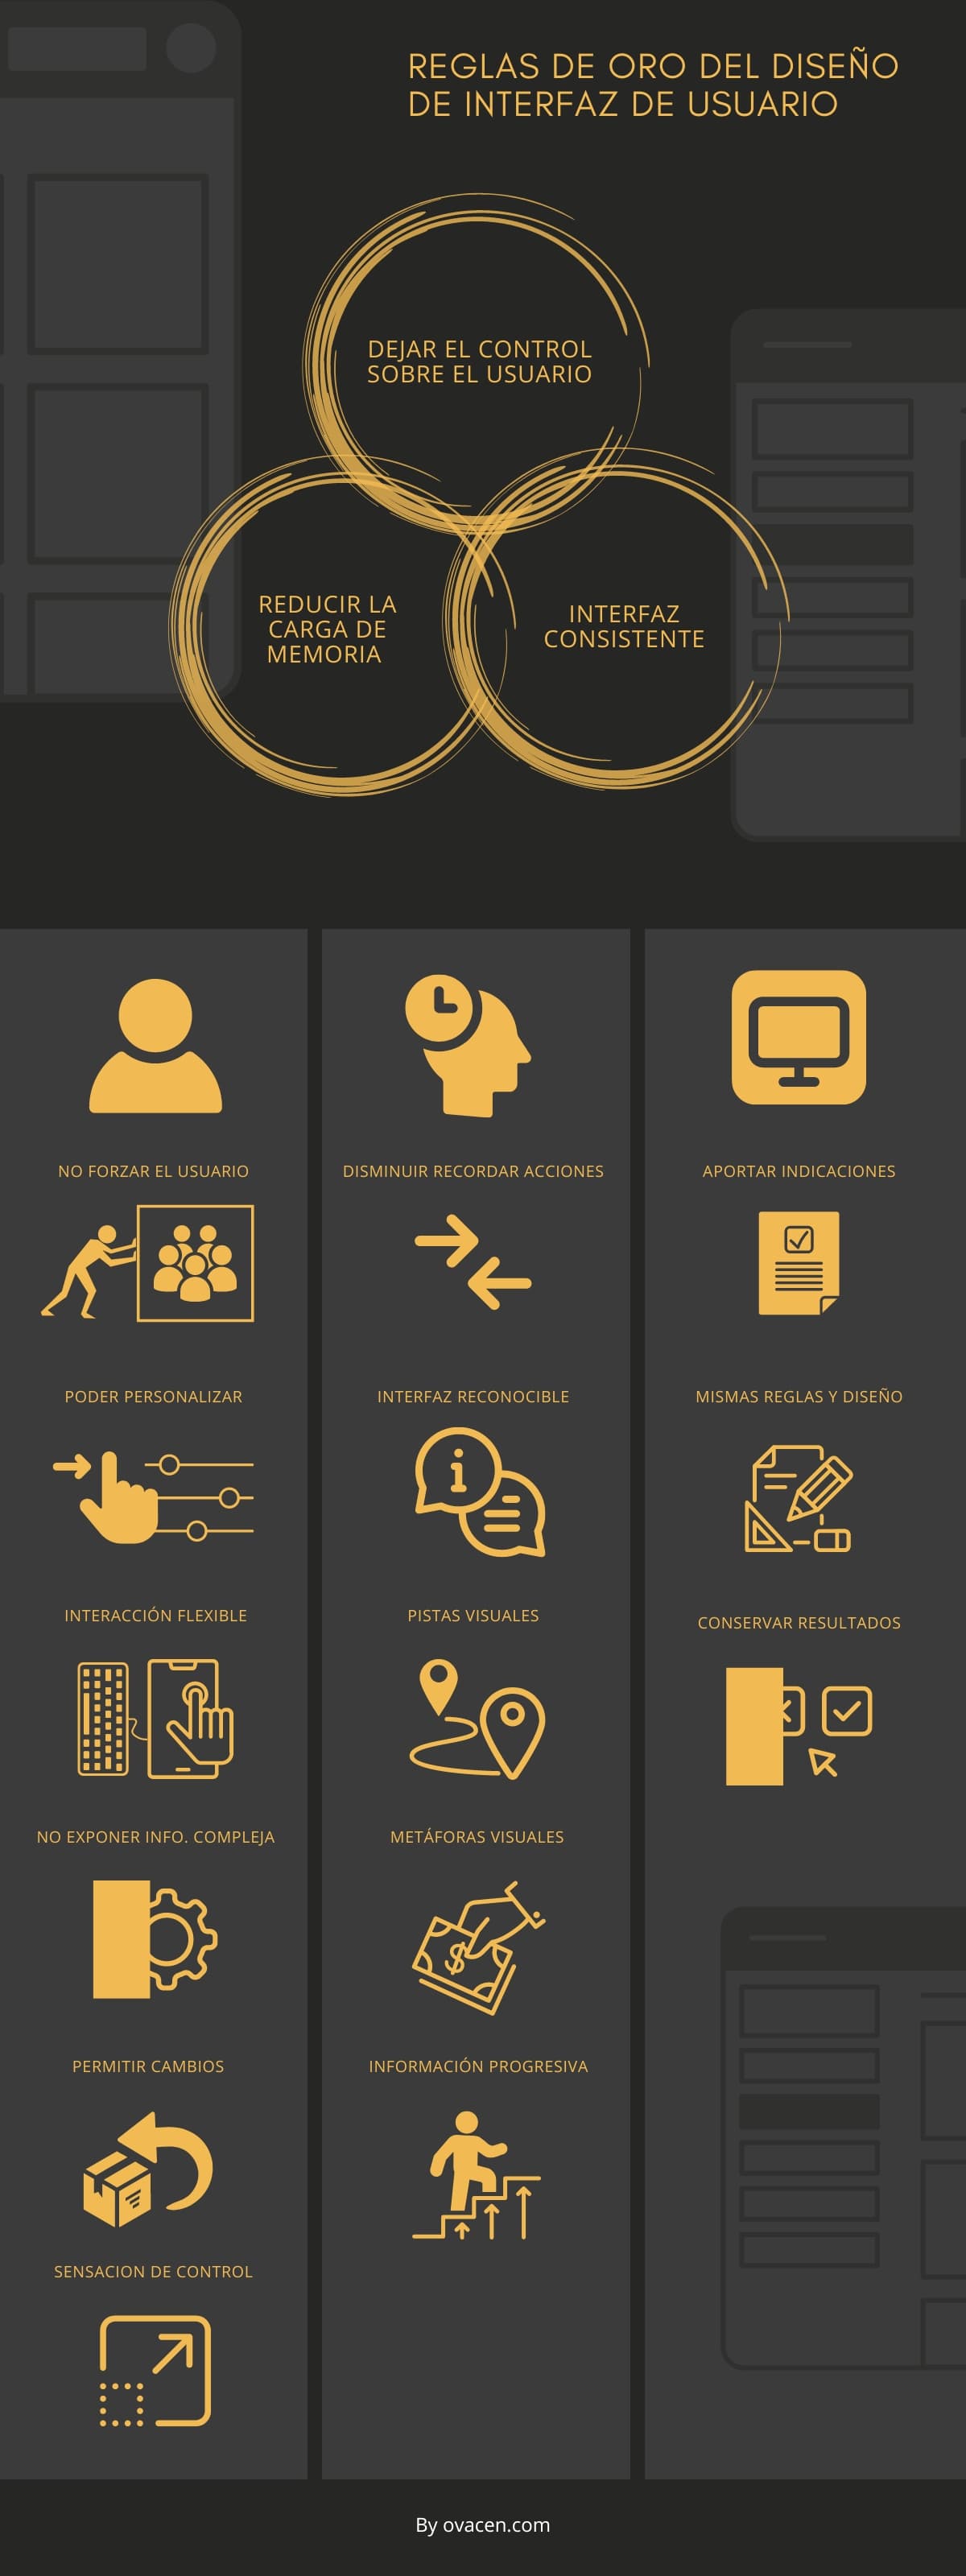 REGLAS DE ORO DEL DISEÑO
DE INTERFAZ DE USUARIO
DEJAR EL CONTROL
SOBRE EL USUARIO
REDUCIR LA
CARGA DE
MEMORIA
INTERFAZ
CONSISTENTE
NO FORZAR EL USUARIO
PODER PERSONALIZAR
INTERACCIÓN FLEXIBLE
NO EXPONER INFO. COMPLEJA
PERMITIR CAMBIOS
SENSACION DE CONTROL
DISMINUIR RECORDAR ACCIONES
INTERFAZ RECONOCIBLE
i
PISTAS VISUALES
METÁFORAS VISUALES
$
INFORMACIÓN PROGRESIVA
APORTAR INDICACIONES
MISMAS REGLAS Y DISEÑO
CONSERVAR RESULTADOS
By ovacen.com